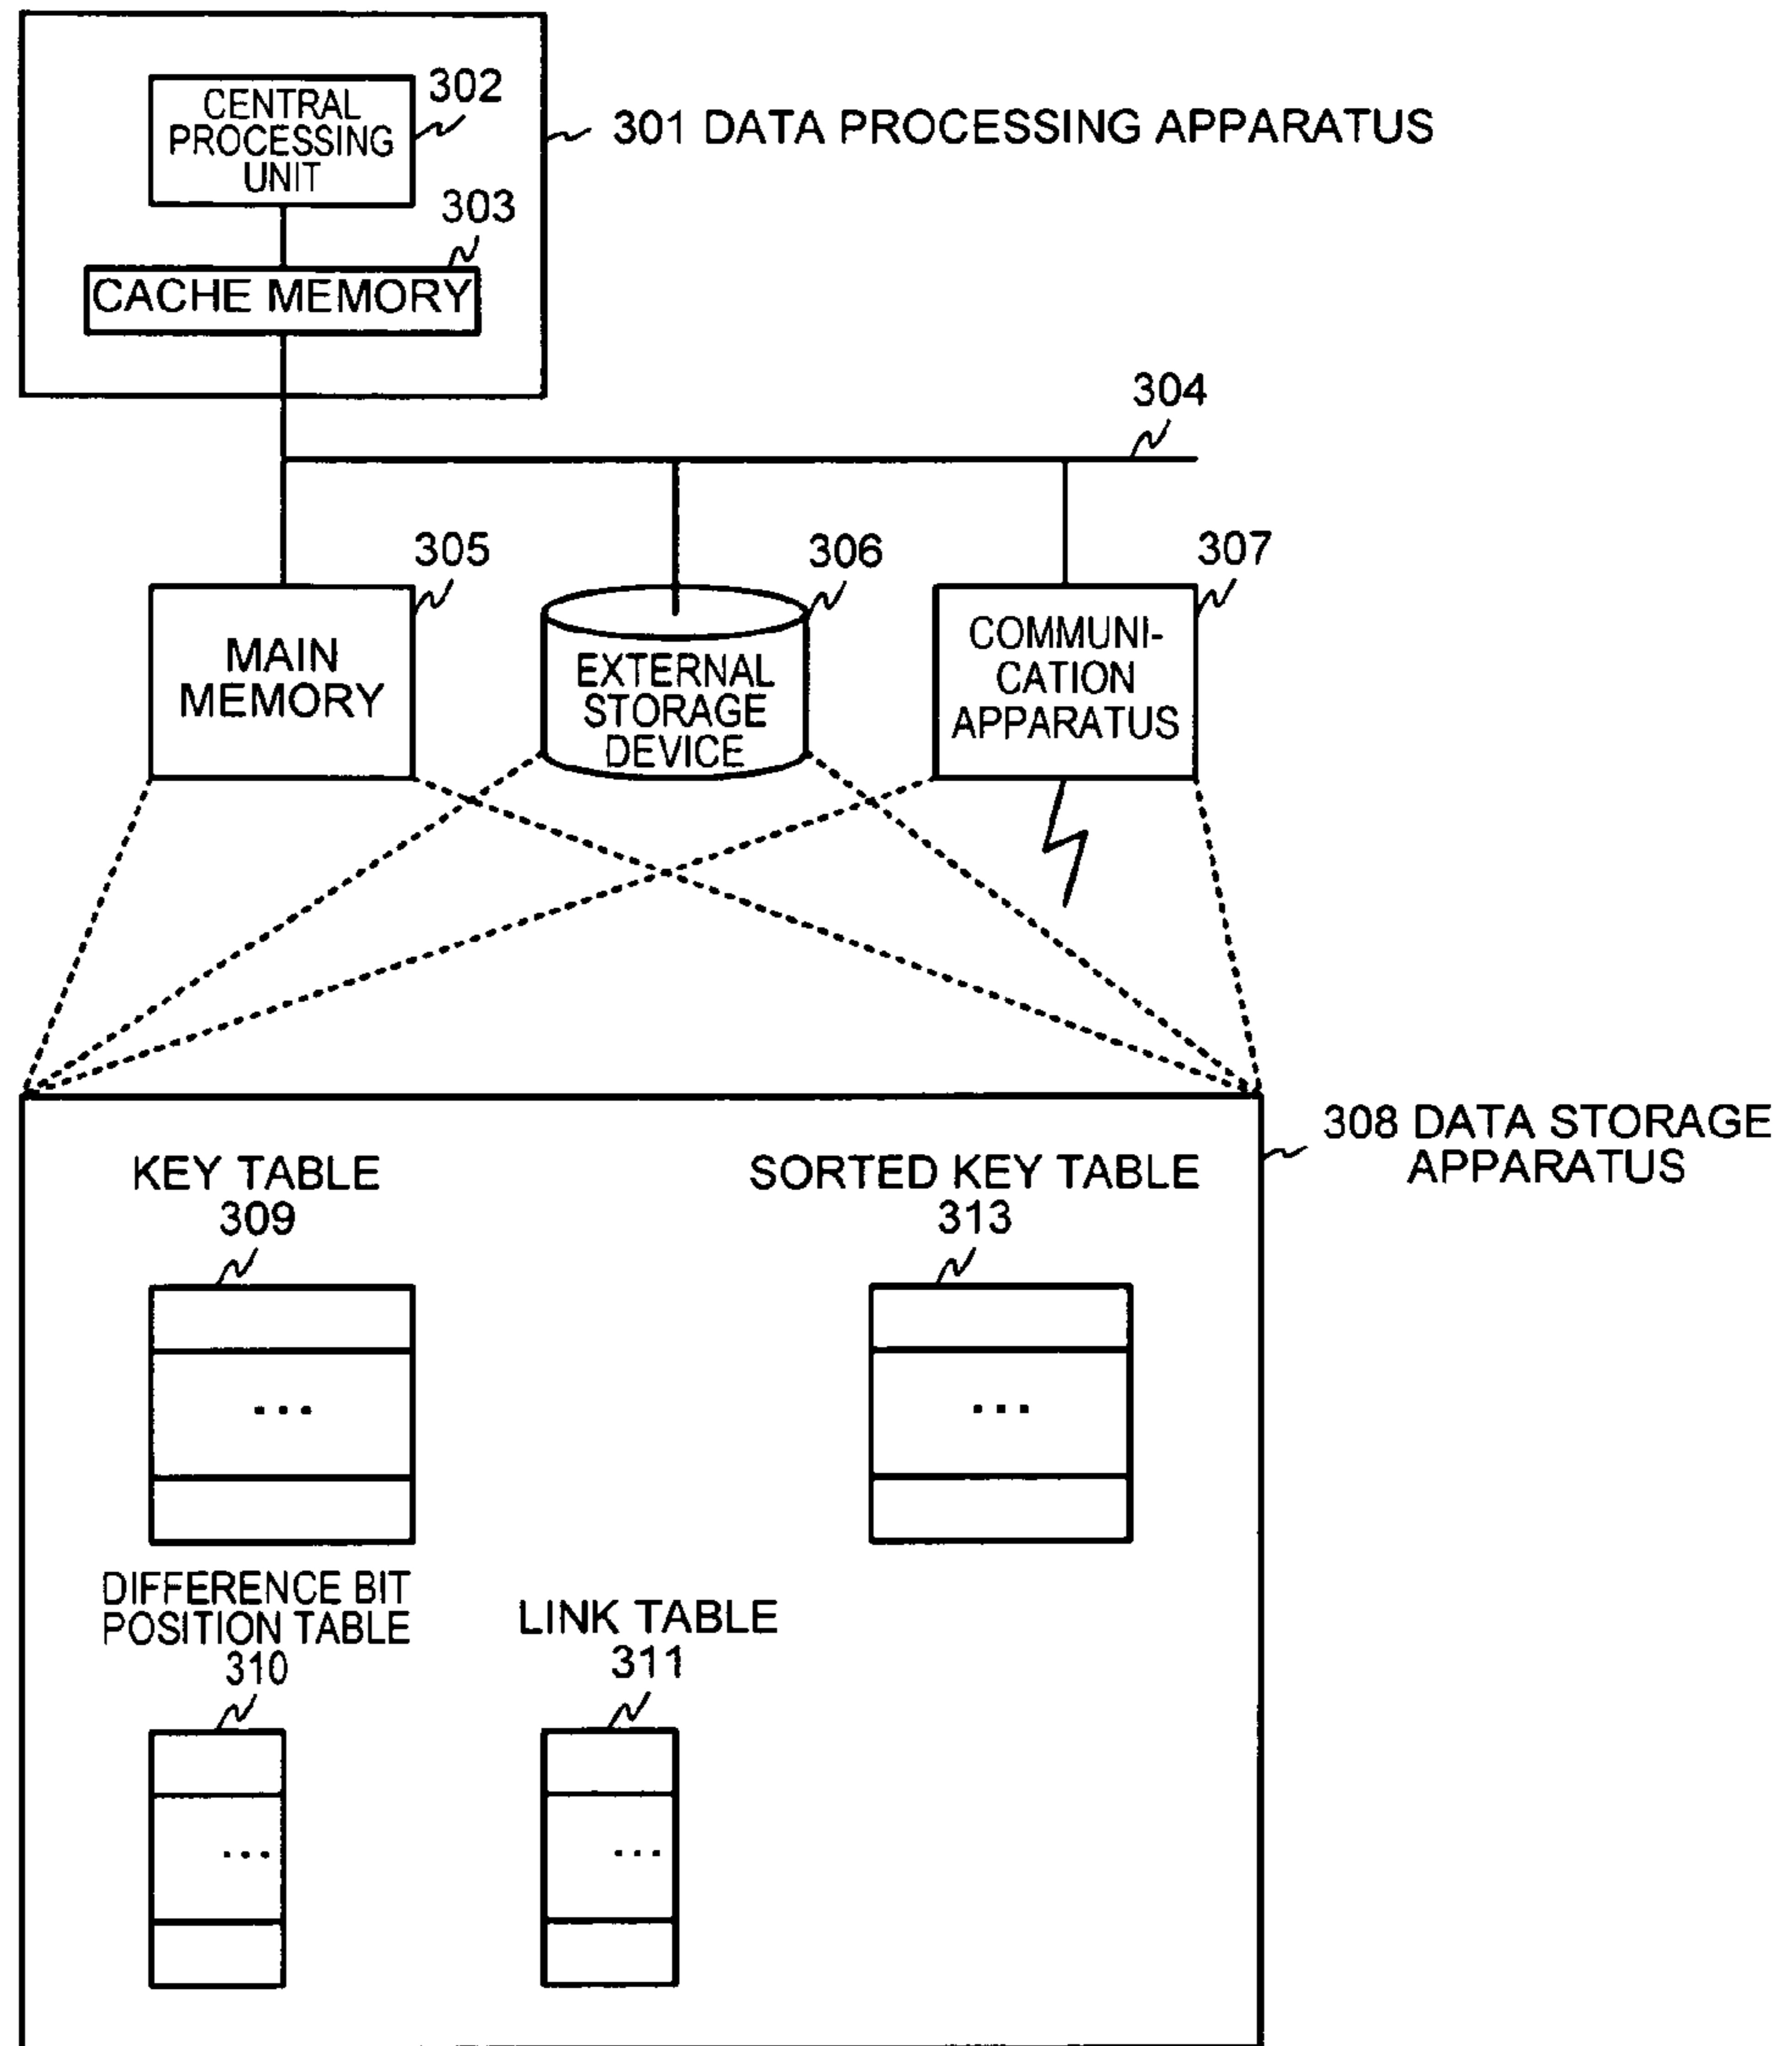 302
CENTRAL
PROCESSING
UNIT
301 DATA PROCESSING APPARATUS
303
CACHE MEMORY
304
305
306
307
MAIN
MEMORY
EXTERNAL
STORAGE
DEVICE
COMMUNI-
CATION
APPARATUS
308 DATA STORAGE
APPARATUS
KEY TABLE
309
...
SORTED KEY TABLE
313
...
DIFFERENCE BIT
POSITION TABLE
310
...
LINK TABLE
311
...